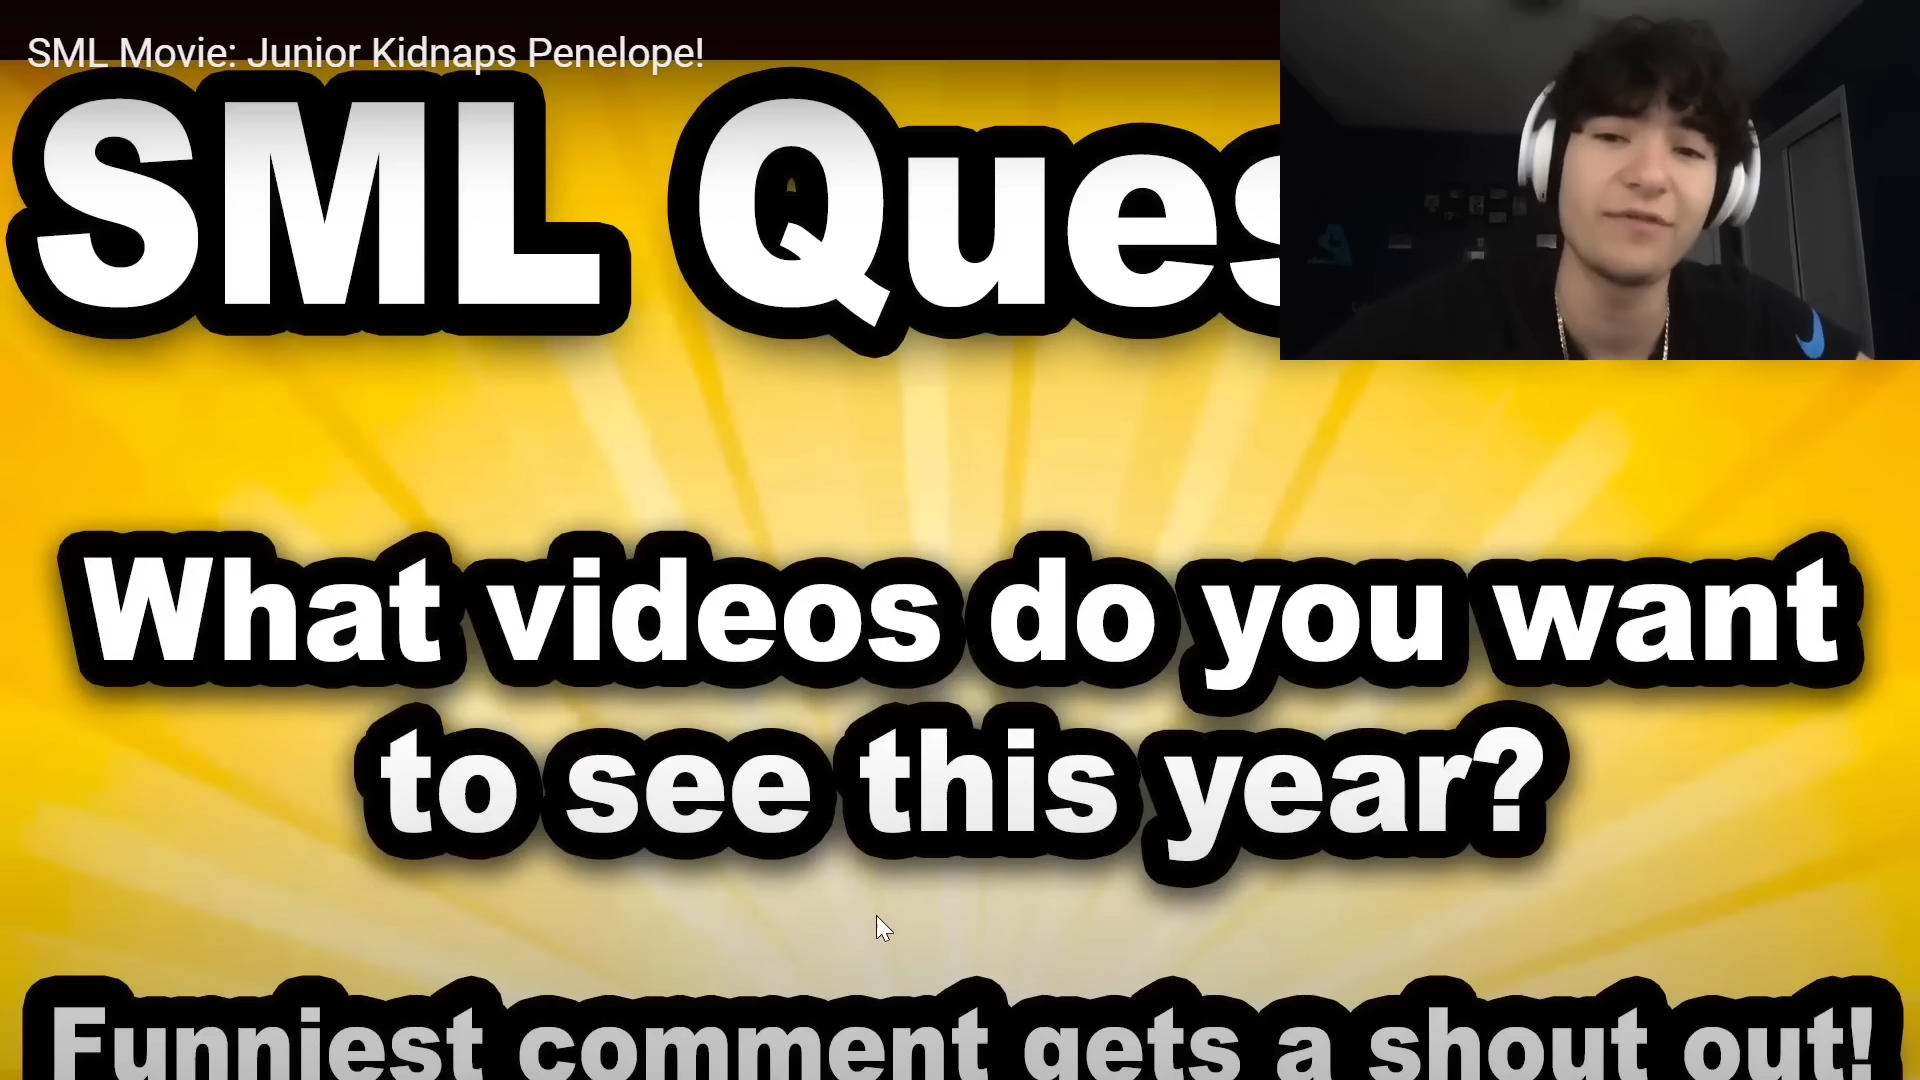 SML Movie: Junior Kidnaps Penelope!
SML Ques
What videos do you want
to see this year?
Funniest comment gets a shout out!